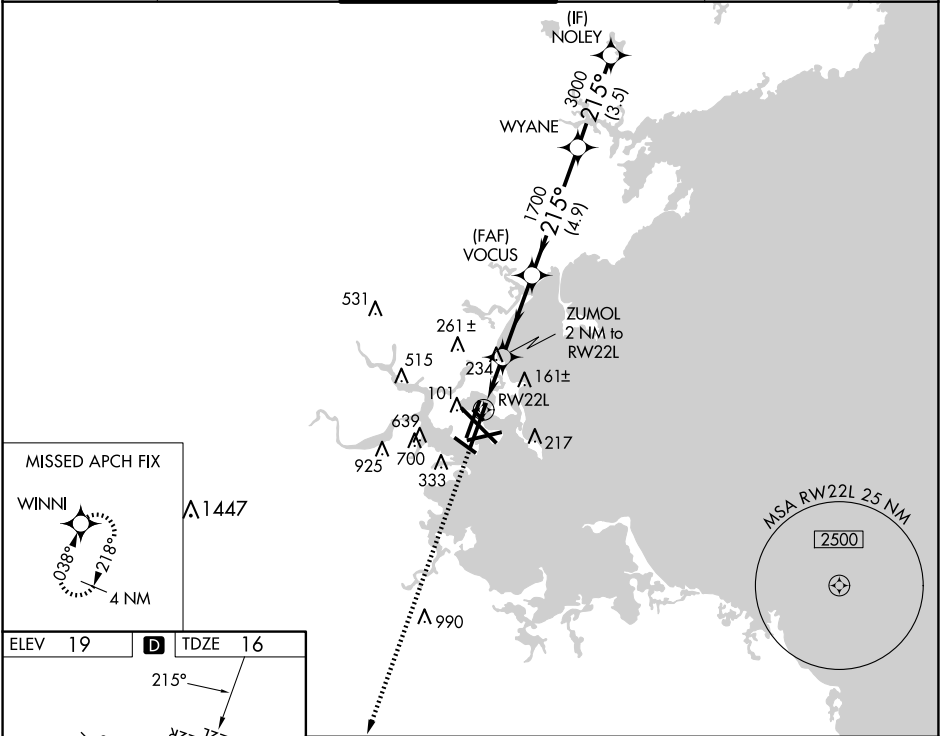 (IF)
NOLEY
3000
215°
(3.5)
WYANE
1700
215°
(4.9)
(FAF)
VOCUS
531
ZUMOL
2 NM to
RW22L
261±
234
515
161±
101
RW22L
639
217
925
700
333
MISSED APCH FIX
WINNI
1447
038°
218°
4 NM
MSA RW22L 25 NM
2500
990
ELEV 19
D
TDZE 16
215°